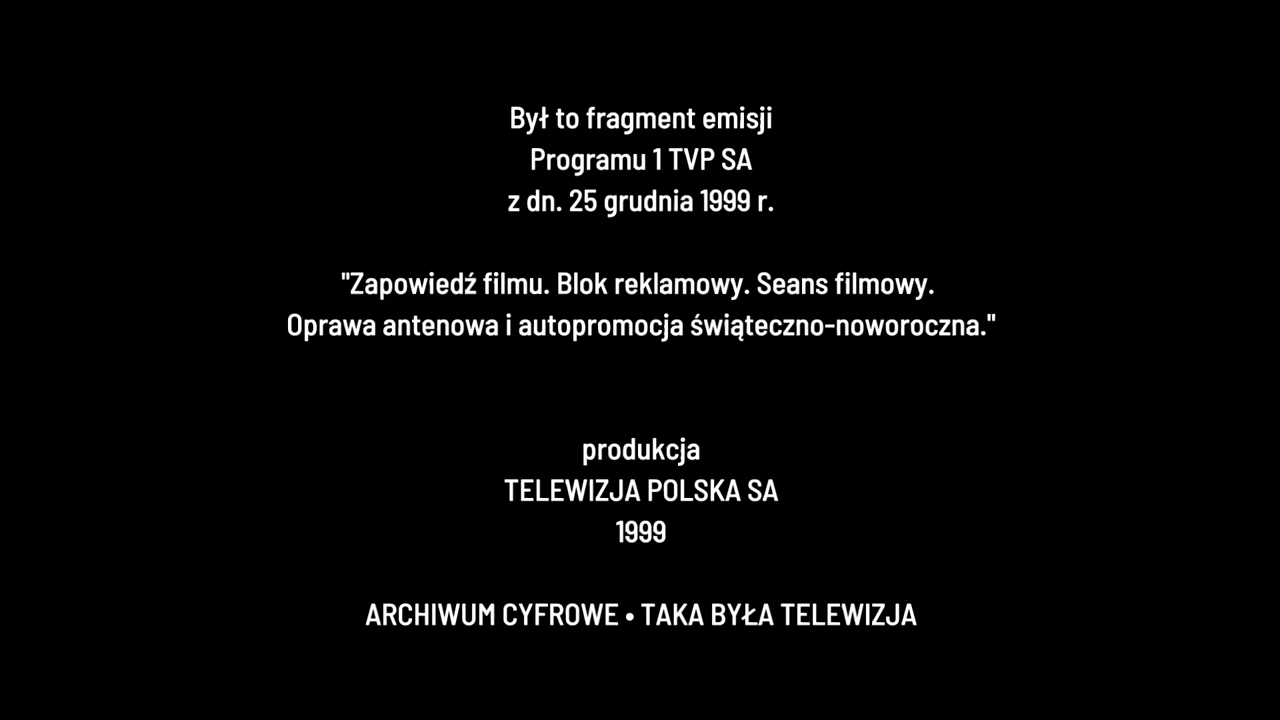 Był to fragment emisji
Programu 1 TVP SA
z dn. 25 grudnia 1999 r.
"Zapowiedź filmu. Blok reklamowy. Seans filmowy.
Oprawa antenowa i autopromocja świąteczno-noworoczna."
produkcja
TELEWIZJA POLSKA SA
1999
ARCHIWUM CYFROWE • TAKA BYŁA TELEWIZJA